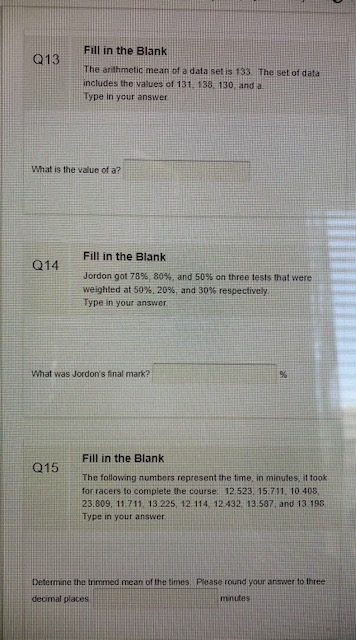 Q13
Fill in the Blank
The arithmetic mean of a data set is 133. The set of data
includes the values of 131, 138, 130, and a.
Type in your answer.
What is the value of a?
Q14
Fill in the Blank
Jordon got 78%, 80%, and 50% on three tests that were
weighted at 50%, 20%, and 30% respectively.
Type in your answer.
What was Jordon's final mark? %
Q15
Fill in the Blank
The following numbers represent the time, in minutes, it took
for racers to complete the course: 12.523, 15.711, 10.408,
23.809, 11.711, 13.225, 12.114, 12.432, 13.587, and 13.198.
Type in your answer.
Determine the trimmed mean of the times. Please round your answer to three
decimal places. minutes